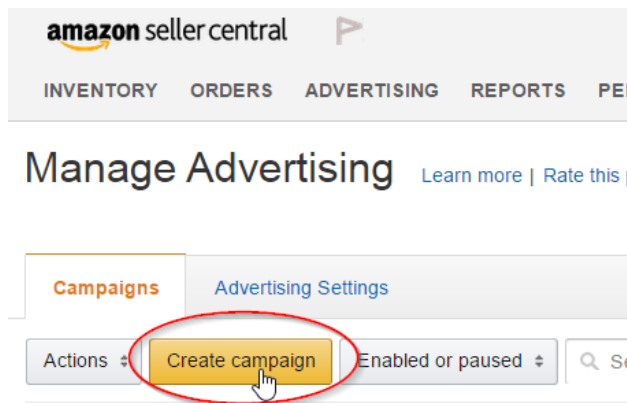 amazon seller central
INVENTORY ORDERS ADVERTISING REPORTS
Manage Advertising Learn more | Rate this
Campaigns Advertising Settings
Actions Create campaign Enabled or paused